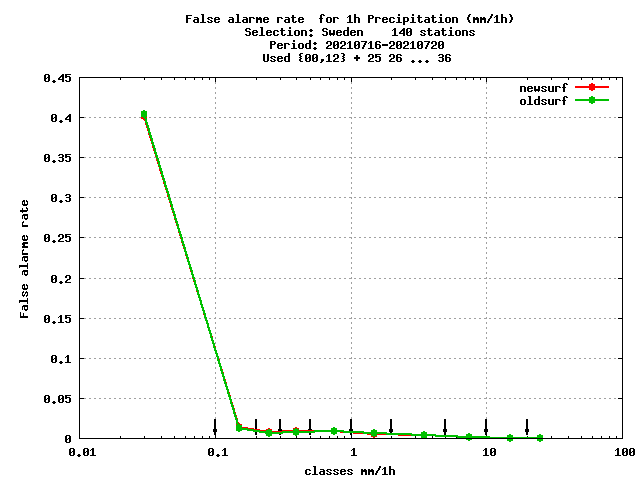 False alarme rate  for 1h Precipitation (mm/1h)
Selection: Sweden    140 stations
Period: 20210716-20210720
Used {00,12} + 25 26 ... 36
newsurf
oldsurf
0.45
0.4
0.35
0.3
0.25
0.2
0.15
0.1
0.05
0
False alarme rate
0.01 0.1 1 10 100
classes mm/1h